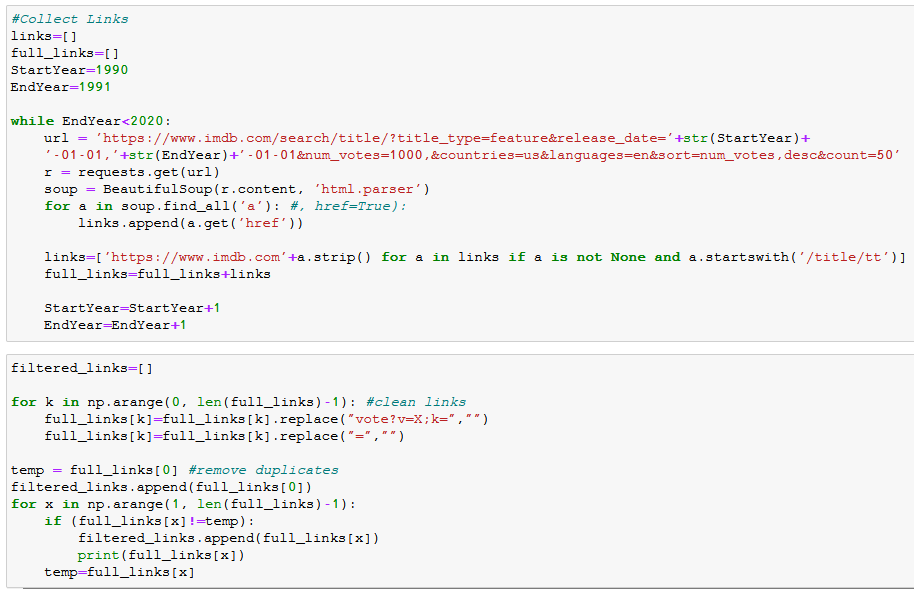 #Collect Links
links=[]
full_links=[]
StartYear=1990
EndYear=1991
while EndYear<2020:
    url = 'https://www.imdb.com/search/title/?title_type=feature&release_date='+str(StartYear)+
    '-01-01,'+str(EndYear)+'-01-01&num_votes=1000,&countries=us&languages=en&sort=num_votes,desc&count=50'
    r = requests.get(url)
    soup = BeautifulSoup(r.content, 'html.parser')
    for a in soup.find_all('a'): #, href=True):
        links.append(a.get('href'))
    links=['https://www.imdb.com'+a.strip() for a in links if a is not None and a.startswith('/title/tt')]
    full_links=full_links+links
    StartYear=StartYear+1
    EndYear=EndYear+1
filtered_links=[]
for k in np.arange(0, len(full_links)-1): #clean links
    full_links[k]=full_links[k].replace("vote?v=X;k=","")
    full_links[k]=full_links[k].replace("=","")
temp = full_links[0] #remove duplicates
filtered_links.append(full_links[0])
for x in np.arange(1, len(full_links)-1):
    if (full_links[x]!=temp):
        filtered_links.append(full_links[x])
        print(full_links[x])
    temp=full_links[x]